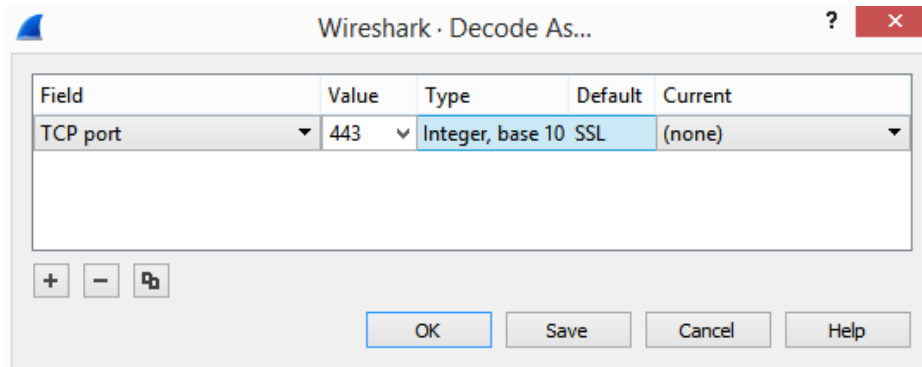 Wireshark · Decode As...
?
×
Field Value Type Default Current
TCP port 443 Integer, base 10 SSL (none)
+ −
OK Save Cancel Help